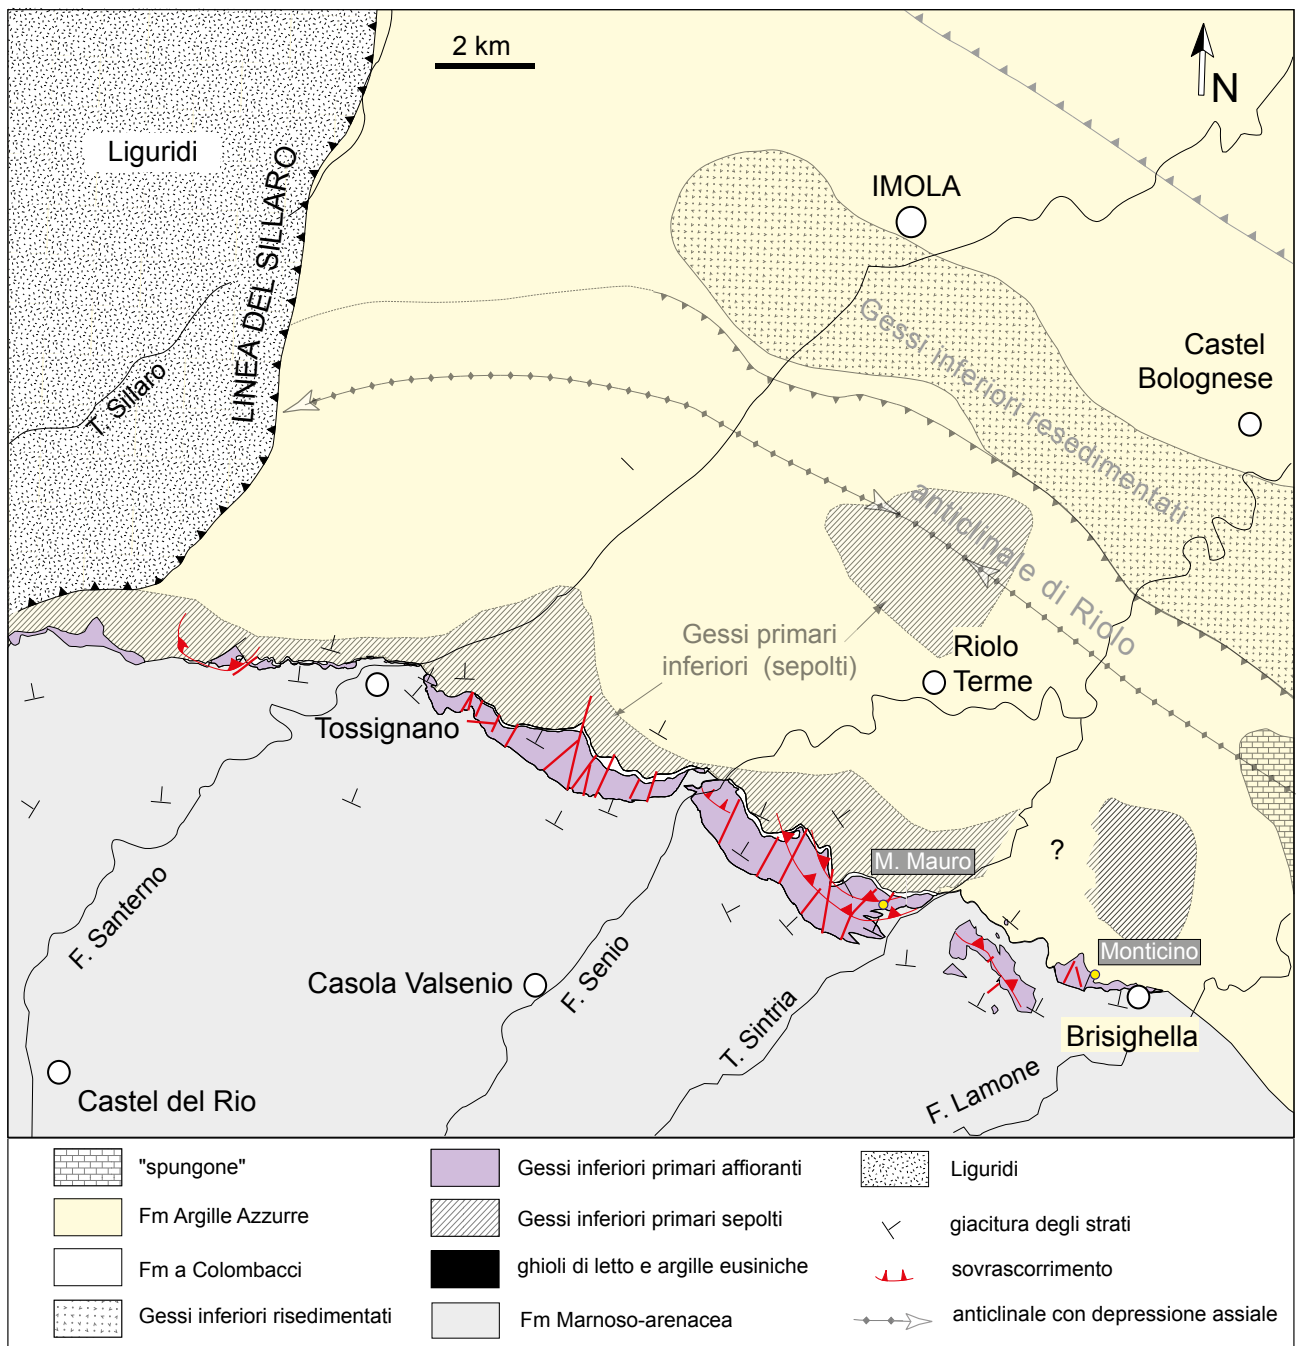 2 km
N
Liguridi
IMOLA
LINEA DEL SILLARO
T. Sillaro
Gessi inferiori resedimentati
Castel
Bolognese
anticlinale di Riolo
Gessi primari
inferiori (sepolti)
Riolo
Terme
Tossignano
?
M. Mauro
F. Santerno
Monticino
Casola Valsenio
F. Senio
T. Sintria
Brisighella
F. Lamone
Castel del Rio
"spungone"
Fm Argille Azzurre
Fm a Colombacci
Gessi inferiori risedimentati
Gessi inferiori primari affioranti
Gessi inferiori primari sepolti
ghioli di letto e argille eusiniche
Fm Marnoso-arenacea
Liguridi
giacitura degli strati
sovrascorrimento
anticlinale con depressione assiale